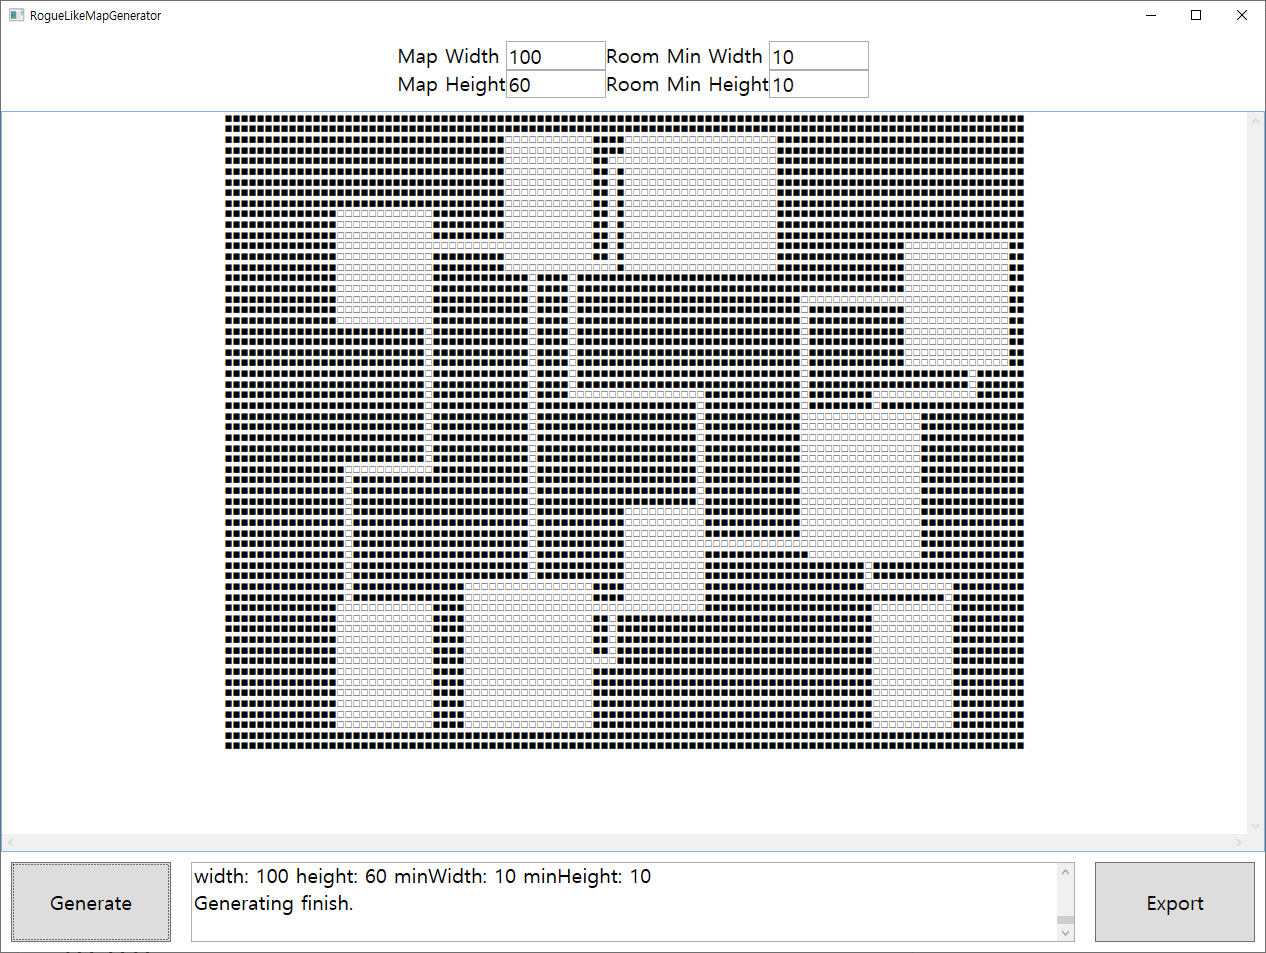 RogueLikeMapGenerator
Map Width 100 Room Min Width 10
Map Height 60 Room Min Height 10
width: 100 height: 60 minWidth: 10 minHeight: 10
Generating finish.
Generate
Export